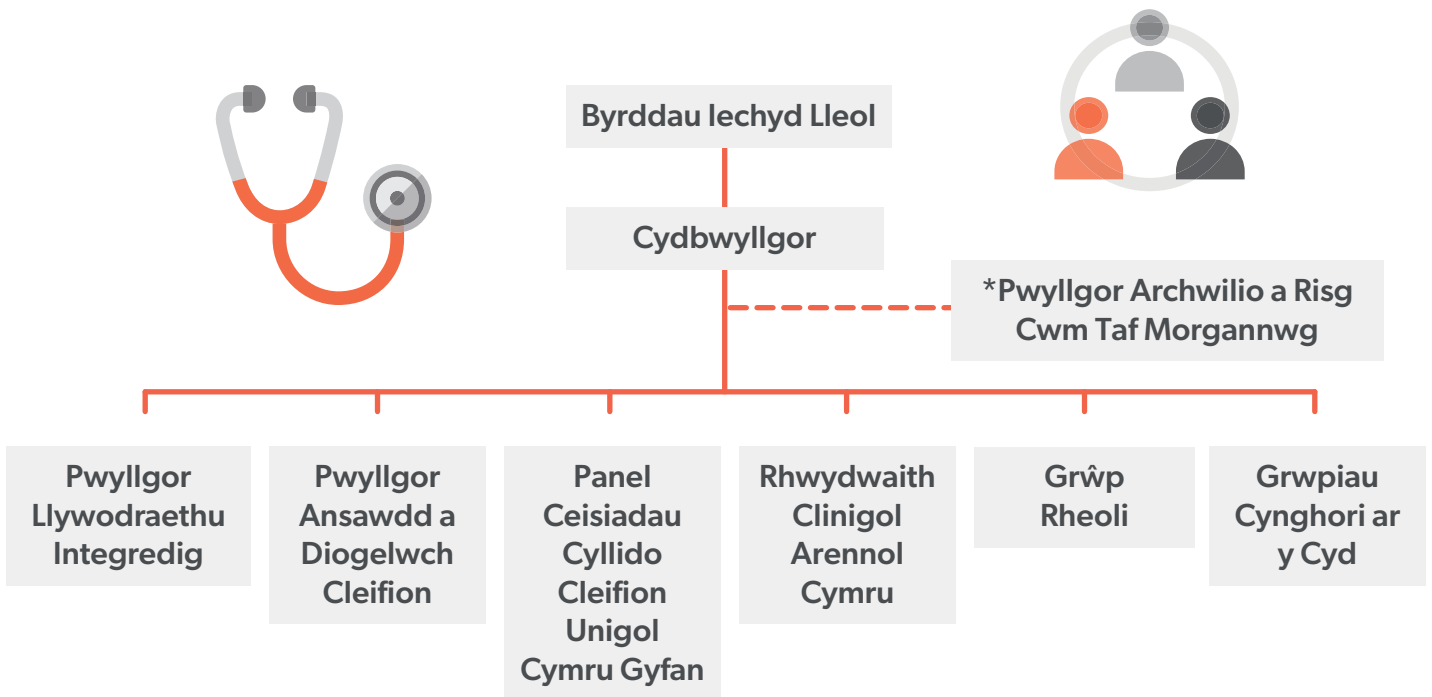 Byrddau Iechyd Lleol
Cydbwyllgor
*Pwyllgor Archwilio a Risg
Cwm Taf Morgannwg
Pwyllgor
Llywodraethu
Integredig
Pwyllgor
Ansawdd a
Diogelwch
Cleifion
Panel
Ceisiadau
Cyllido
Cleifion
Unigol
Cymru Gyfan
Rhwydwaith
Clinigol
Arennol
Cymru
Grŵp
Rheoli
Grwpiau
Cynghori ar
y Cyd